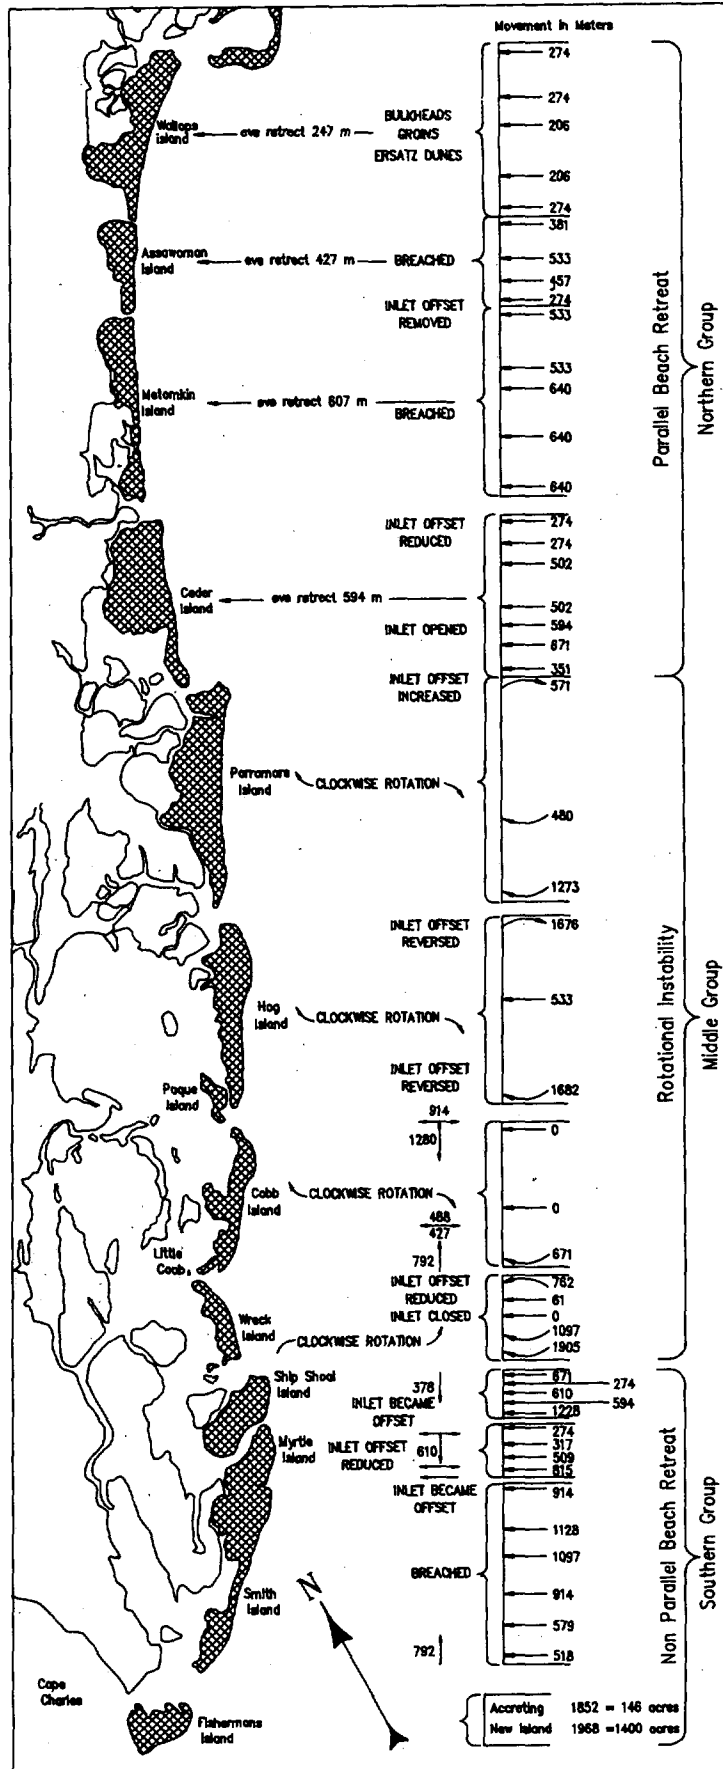 Movement in Meters
274
274
Wallops
Island
ave retrect 247 m
BULKHEADS
GROINS
ERSATZ DUNES
206
206
274
381
Assawoman
Island
ave retrect 427 m
BREACHED
533
457
274
INLET OFFSET
REMOVED
533
533
Metomkin
Island
ave retrect 607 m
BREACHED
640
640
640
Parallel Beach Retreat
Northern Group
INLET OFFSET
REDUCED
274
274
502
Ceder
Island
ave retrect 594 m
502
INLET OPENED
594
671
351
INLET OFFSET
INCREASED
571
Parramore
Island
CLOCKWISE ROTATION
480
1273
INLET OFFSET
REVERSED
1676
Hog
Island
CLOCKWISE ROTATION
533
Rotational Instability
Middle Group
INLET OFFSET
REVERSED
1682
Paque
Island
914
1280
0
Cobb
Island
CLOCKWISE ROTATION
0
488
427
Little
Coab
792
671
INLET OFFSET
REDUCED
762
61
Wreck
Island
INLET CLOSED
0
1097
CLOCKWISE ROTATION
1905
Ship Shoal
Island
378
671
274
610
594
INLET BECAME
OFFSET
1228
Myrtle
Island
INLET OFFSET
REDUCED
610
274
317
509
815
INLET BECAME
OFFSET
914
1128
BREACHED
1097
914
Smith
Island
579
792
518
Non Parallel Beach Retreat
Southern Group
N
Cape
Charles
Fishermans
Island
Accreting 1852 = 146 acres
New Island 1968 =1400 acres